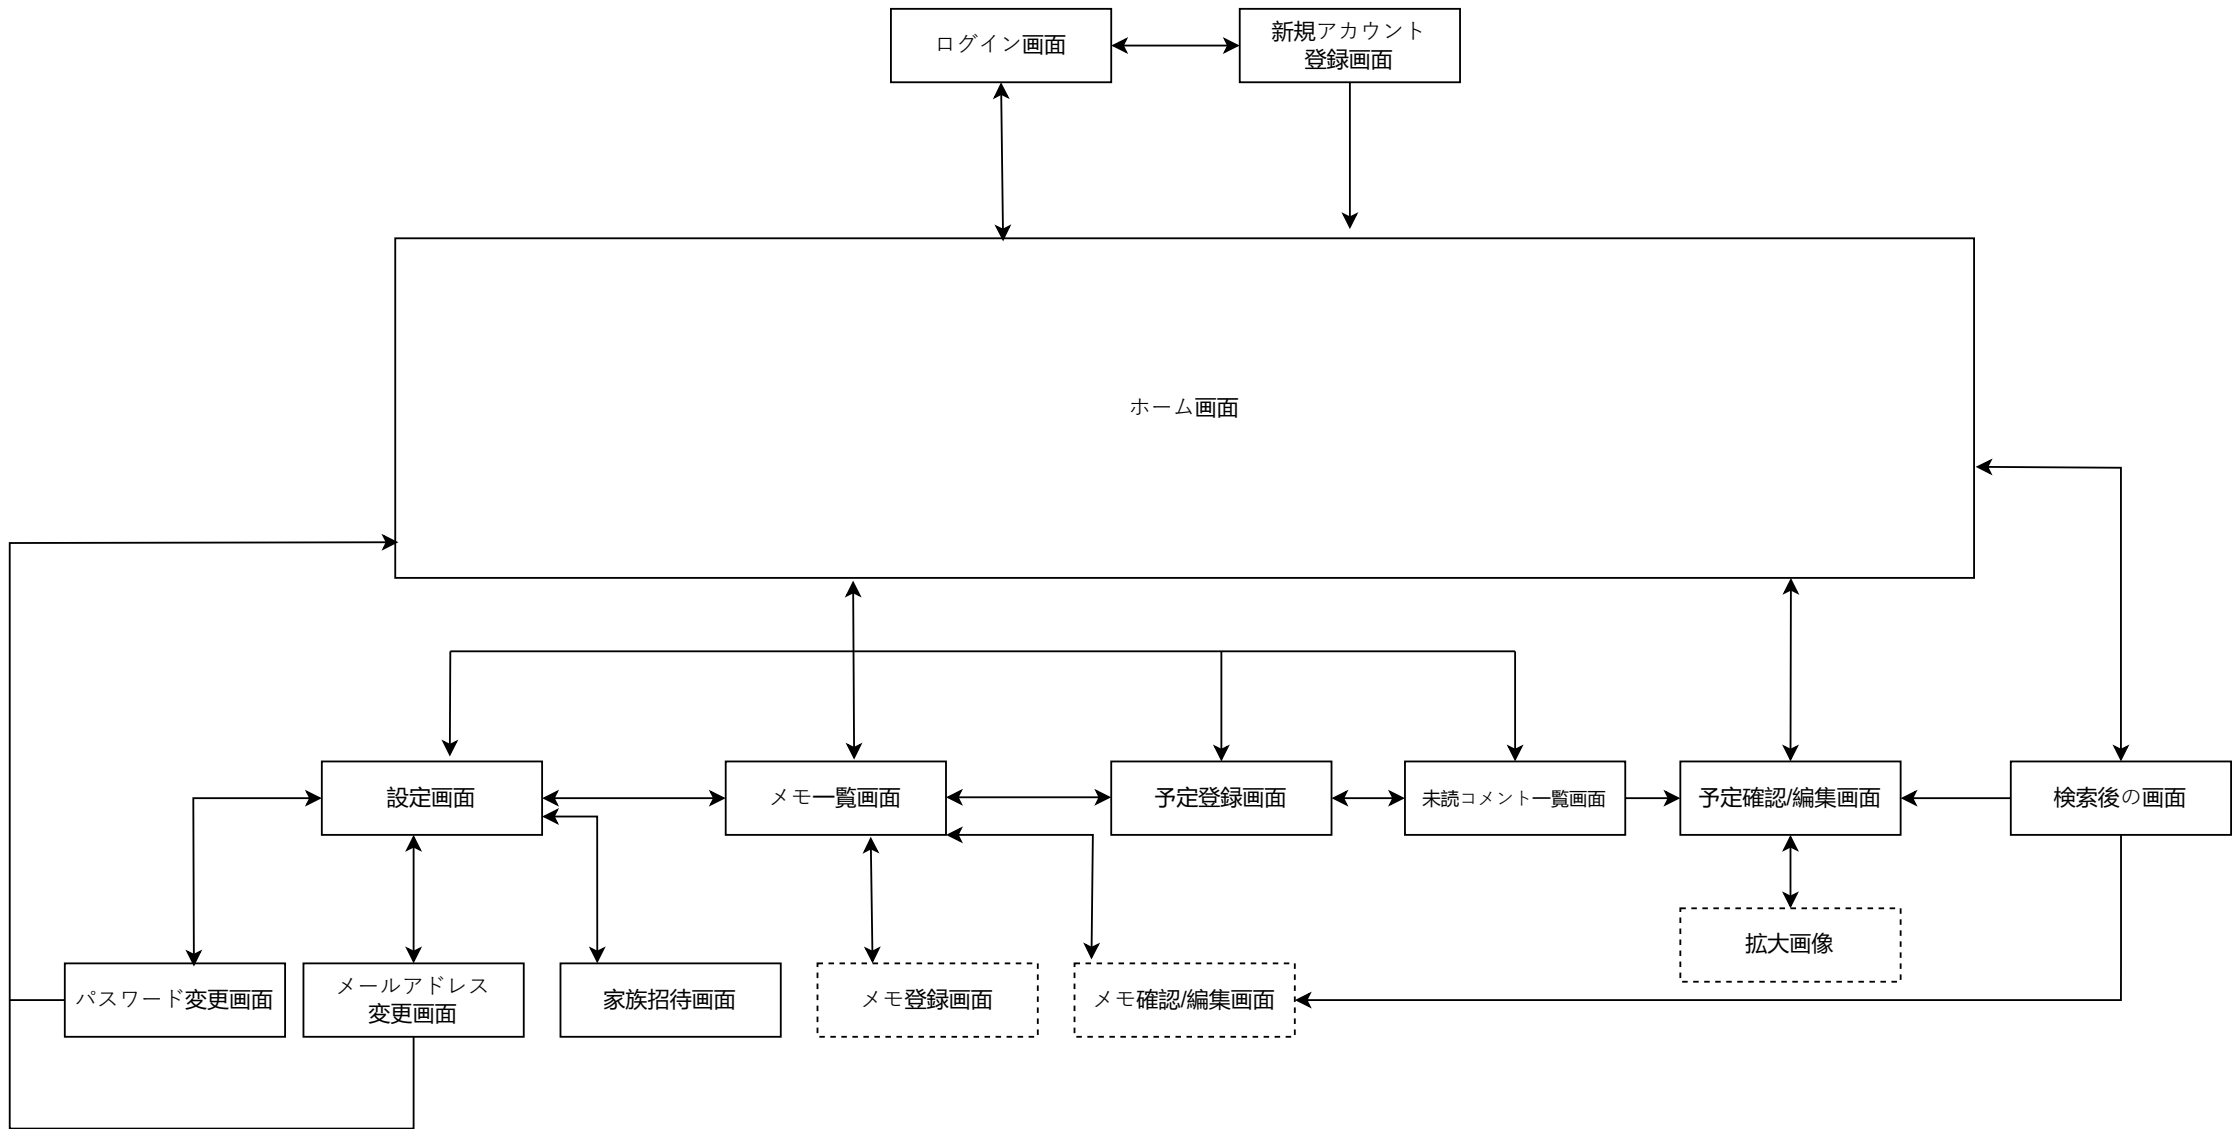 ログイン画面
新規アカウント
登録画面
ホーム画面
設定画面
メモ一覧画面
予定登録画面
未読コメント一覧画面
予定確認/編集画面
検索後の画面
拡大画像
パスワード変更画面
メールアドレス
変更画面
家族招待画面
メモ登録画面
メモ確認/編集画面